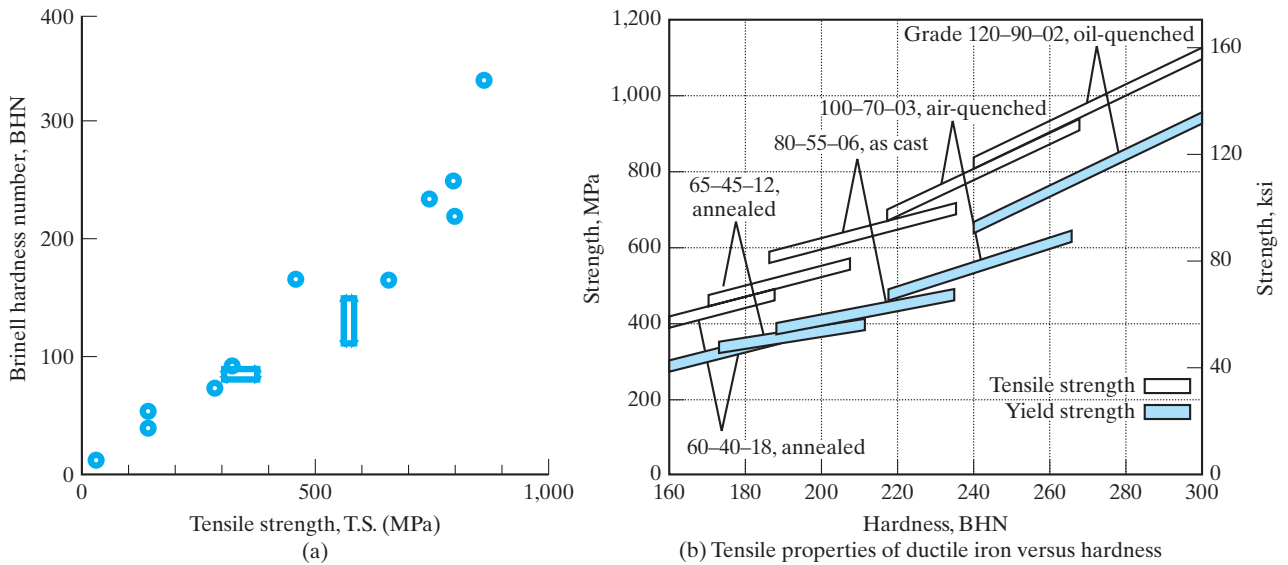 400
300
200
100
0
Brinell hardness number, BHN
0
500
1,000
Tensile strength, T.S. (MPa)
(a)
1,200
1,000
800
600
400
200
0
Strength, MPa
160
120
80
40
0
Strength, ksi
Grade 120–90–02, oil-quenched
100–70–03, air-quenched
80–55–06, as cast
65–45–12,
annealed
60–40–18, annealed
Tensile strength
Yield strength
160
180
200
220
240
260
280
300
Hardness, BHN
(b) Tensile properties of ductile iron versus hardness